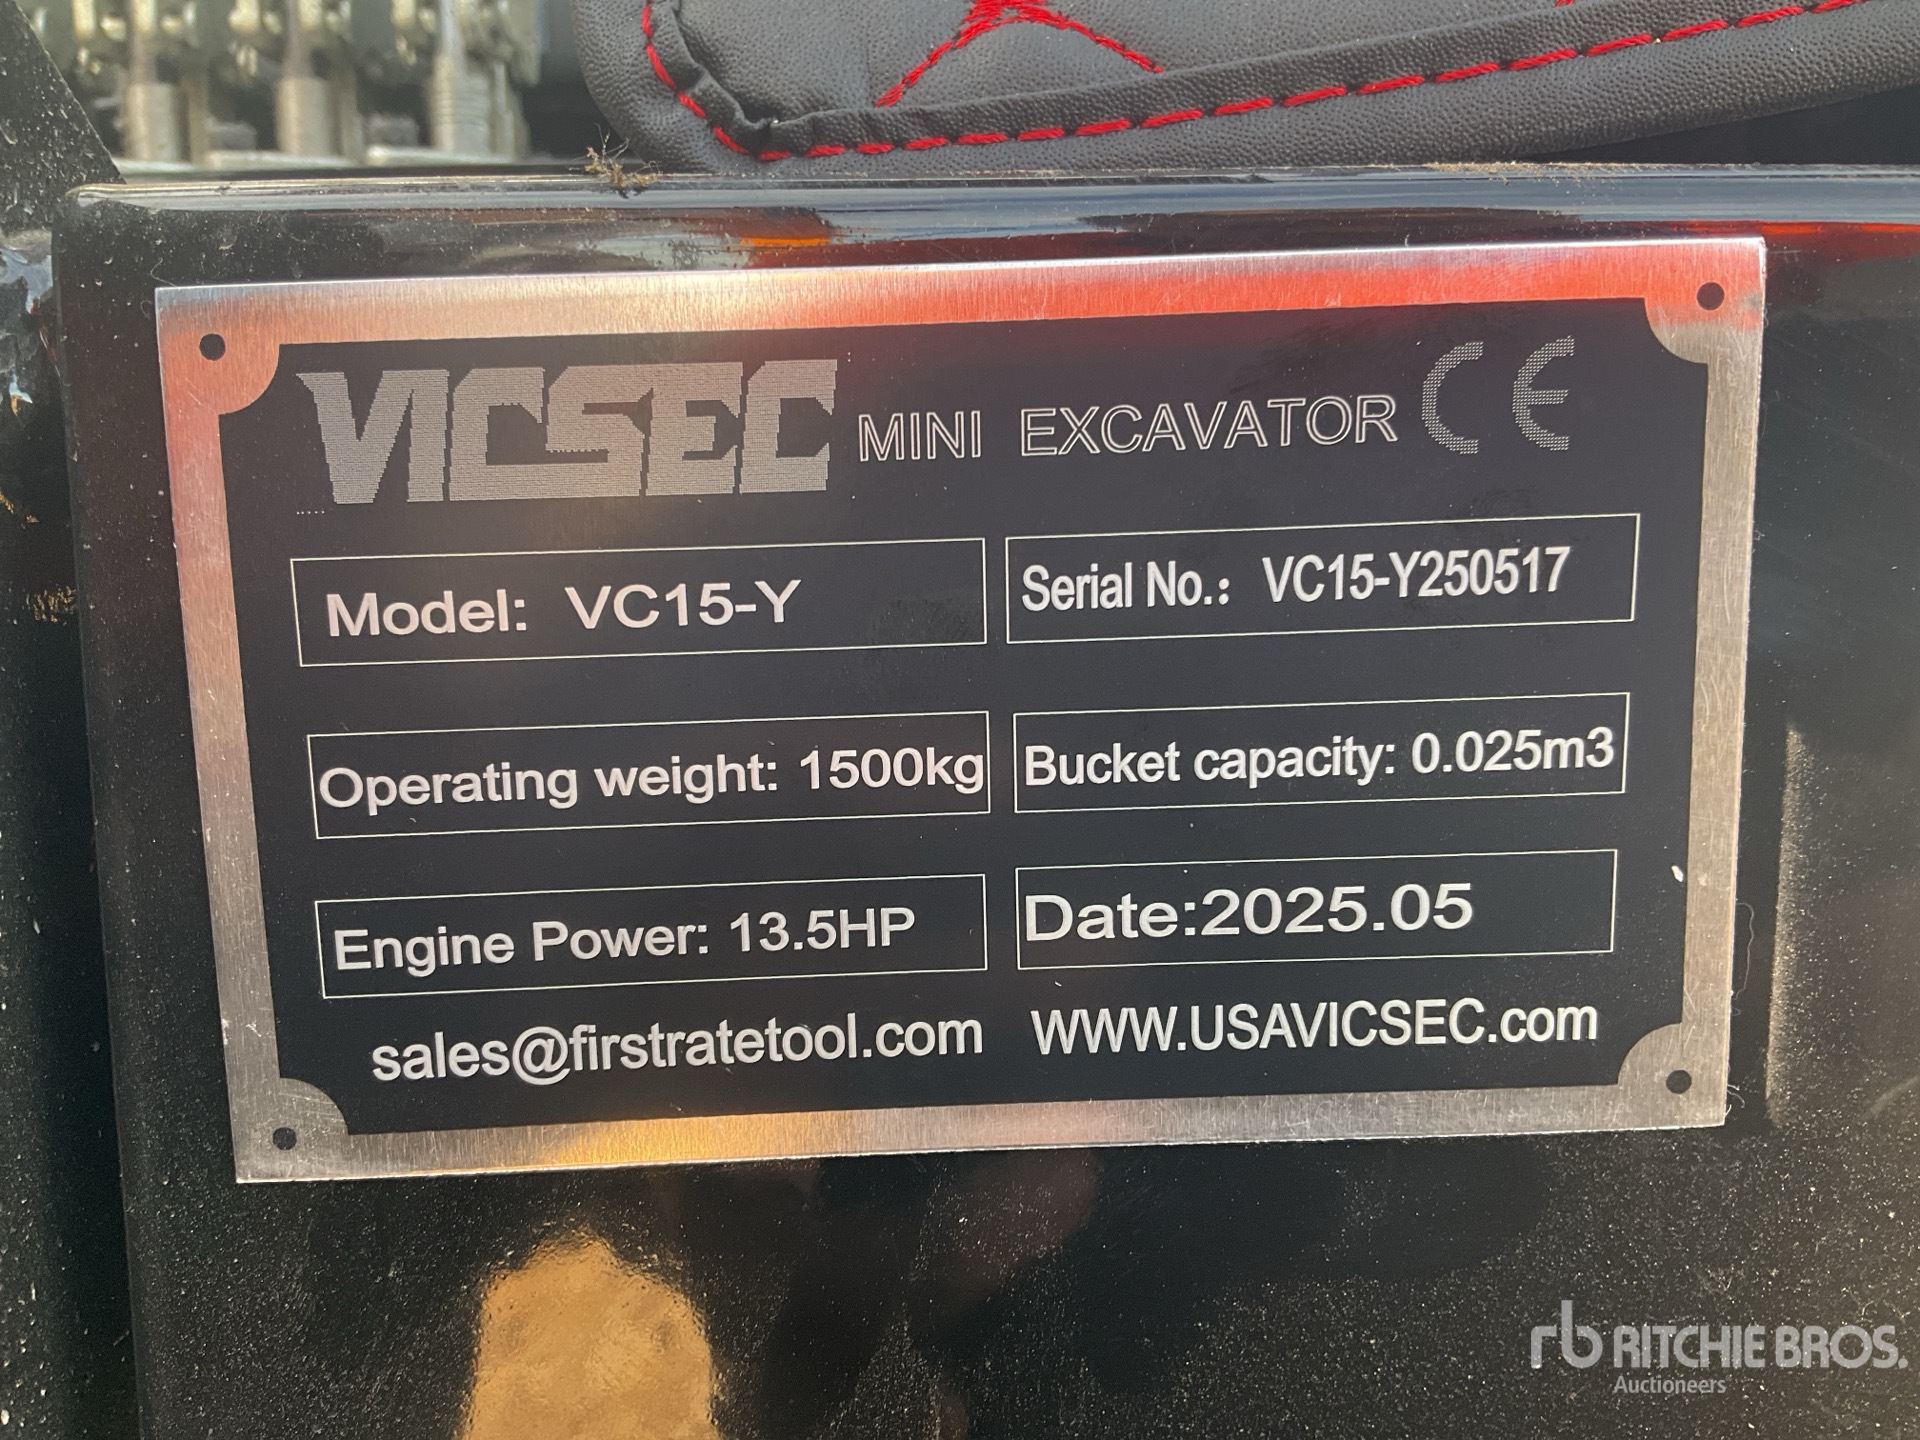 VICSEC MINI EXCAVATOR CE
Model: VC15-Y Serial No.: VC15-Y250517
Operating weight: 1500kg Bucket capacity: 0.025m3
Engine Power: 13.5HP Date:2025.05
sales@firstratetool.com WWW.USAVICSEC.com
rb RITCHIE BROS.
Auctioneers